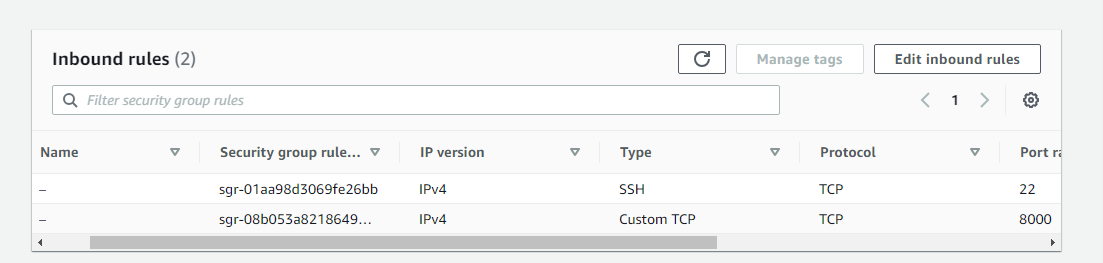 Inbound rules (2)
Manage tags
Edit inbound rules
Filter security group rules
1
Name Security group rule... IP version Type Protocol Port ra
– sgr-01aa98d3069fe26bb IPv4 SSH TCP 22
– sgr-08b053a8218649... IPv4 Custom TCP TCP 8000